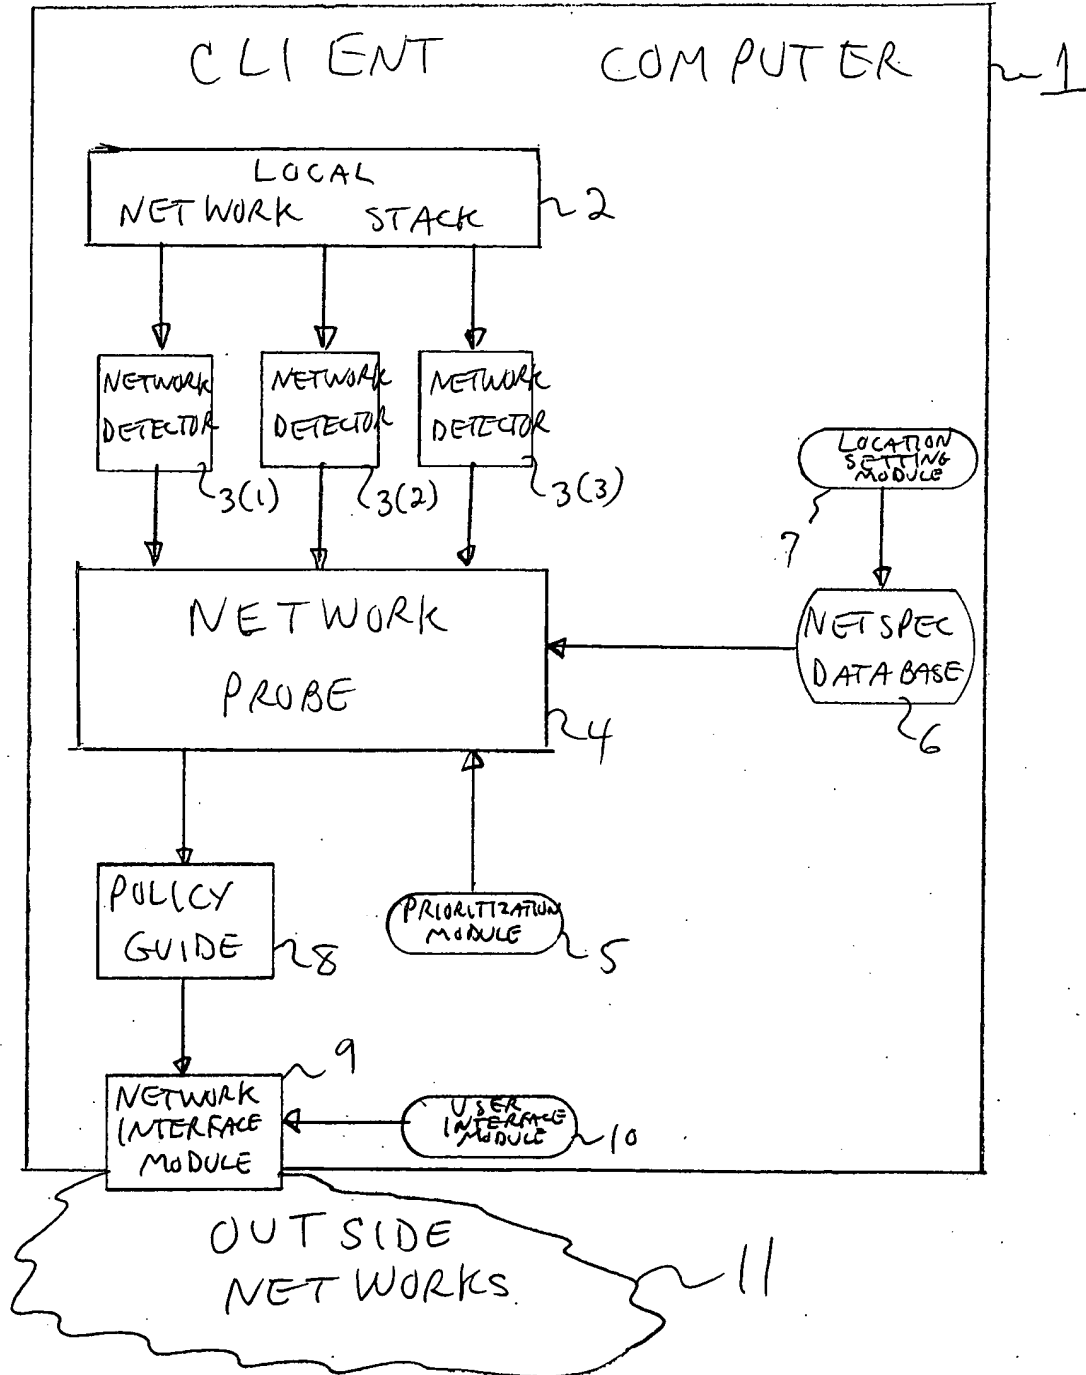 CLIENT COMPUTER
1
LOCAL
NETWORK STACK
2
NETWORK
DETECTOR
3(1)
NETWORK
DETECTOR
3(2)
NETWORK
DETECTOR
3(3)
LOCATION
SETTING
MODULE
7
NETWORK
PROBE
4
NETSPEC
DATABASE
6
POLICY
GUIDE
8
PRIORITIZATION
MODULE
5
NETWORK
INTERFACE
MODULE
9
USER
INTERFACE
MODULE
10
OUTSIDE
NETWORKS
11